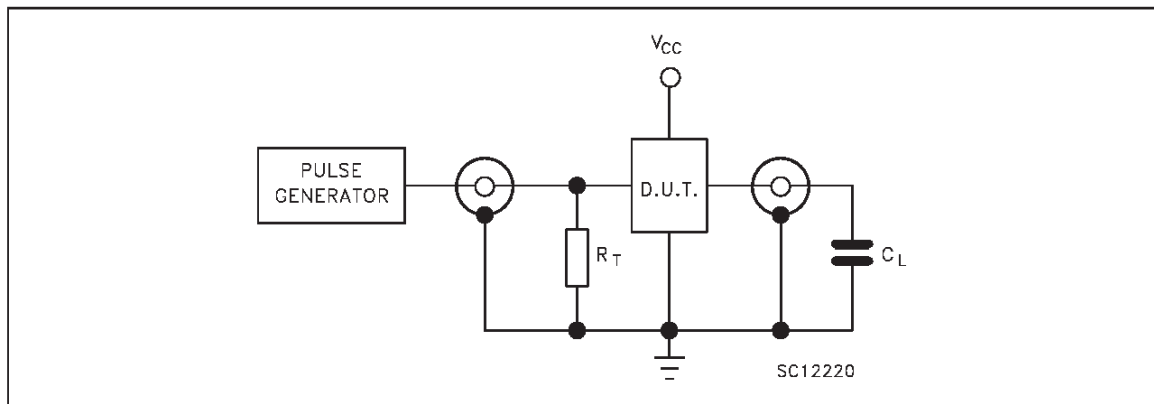 VCC
PULSE
GENERATOR
D.U.T.
RT
CL
SC12220